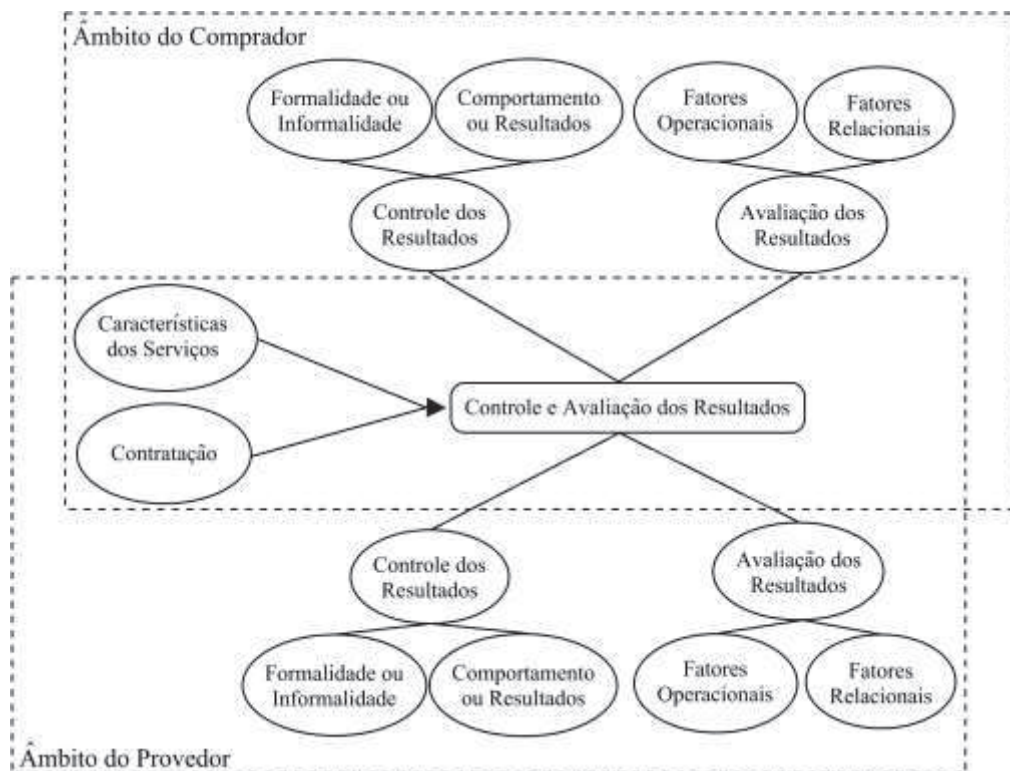 Âmbito do Comprador
Formalidade ou
Informalidade
Comportamento
ou Resultados
Fatores
Operacionais
Fatores
Relacionais
Controle dos
Resultados
Avaliação dos
Resultados
Características
dos Serviços
Controle e Avaliação dos Resultados
Contratação
Controle dos
Resultados
Avaliação dos
Resultados
Formalidade ou
Informalidade
Comportamento
ou Resultados
Fatores
Operacionais
Fatores
Relacionais
Âmbito do Provedor